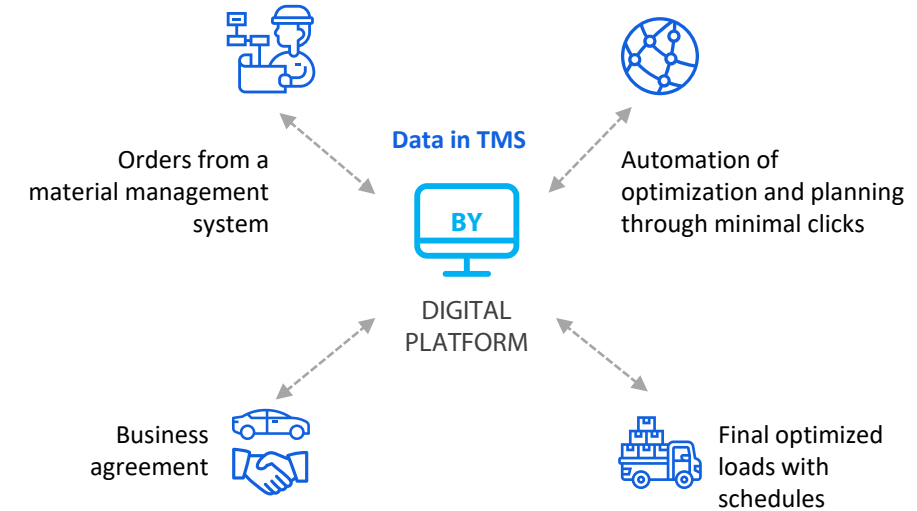 Data in TMS
Orders from a
material management
system
BY
Automation of
optimization and planning
through minimal clicks
DIGITAL
PLATFORM
Business
agreement
Final optimized
loads with
schedules